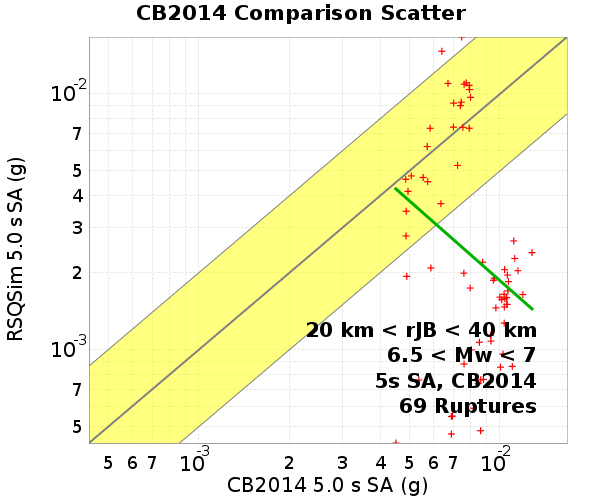 CB2014 Comparison Scatter
RSQSim 5.0 s SA (g)
10-2
7
5
4
3
2
10-3
7
5
20 km < rJB < 40 km
6.5 < Mw < 7
5s SA, CB2014
69 Ruptures
5 6 7 10-3 2 3 4 5 6 7 10-2
CB2014 5.0 s SA (g)